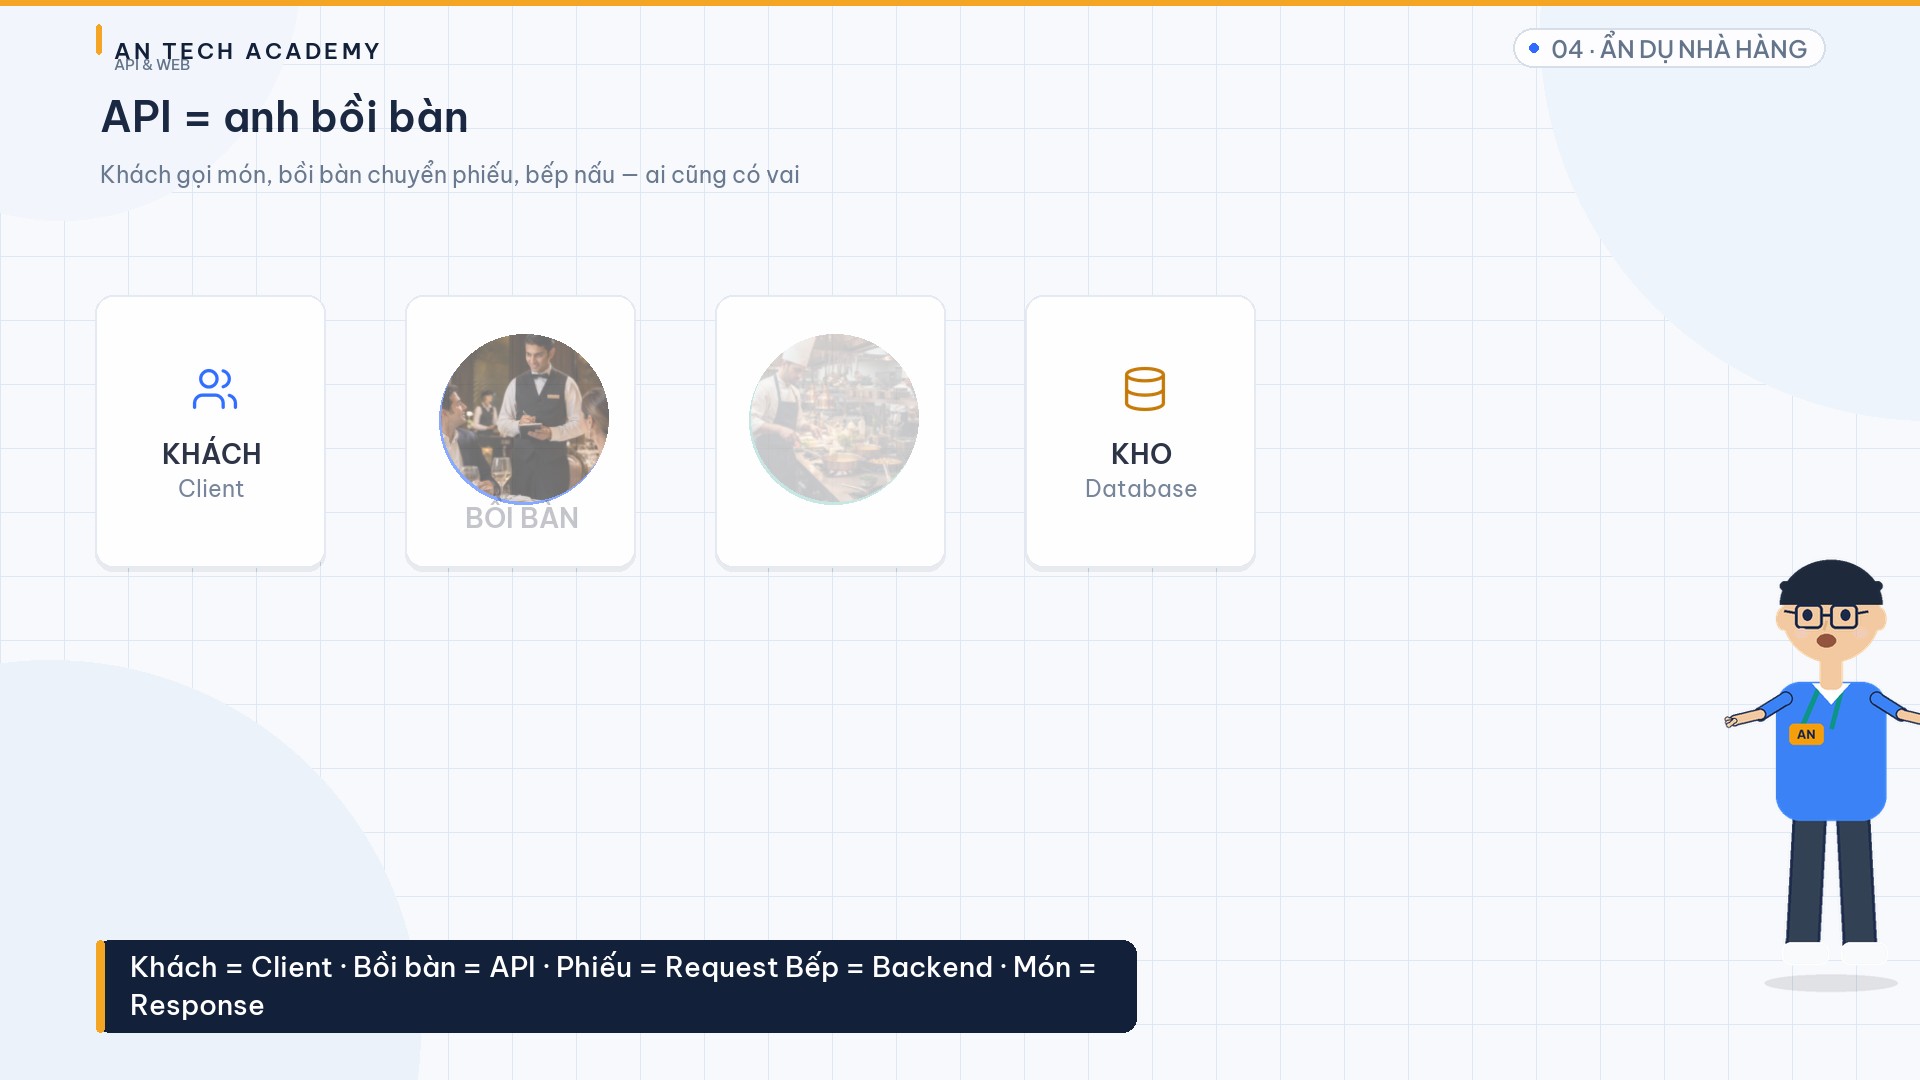 AN TECH ACADEMY
API & WEB
04 · ẨN DỤ NHÀ HÀNG
API = anh bồi bàn
Khách gọi món, bồi bàn chuyển phiếu, bếp nấu — ai cũng có vai
KHÁCH
Client
BỒI BÀN
KHO
Database
AN
Khách = Client · Bồi bàn = API · Phiếu = Request Bếp = Backend · Món =
Response